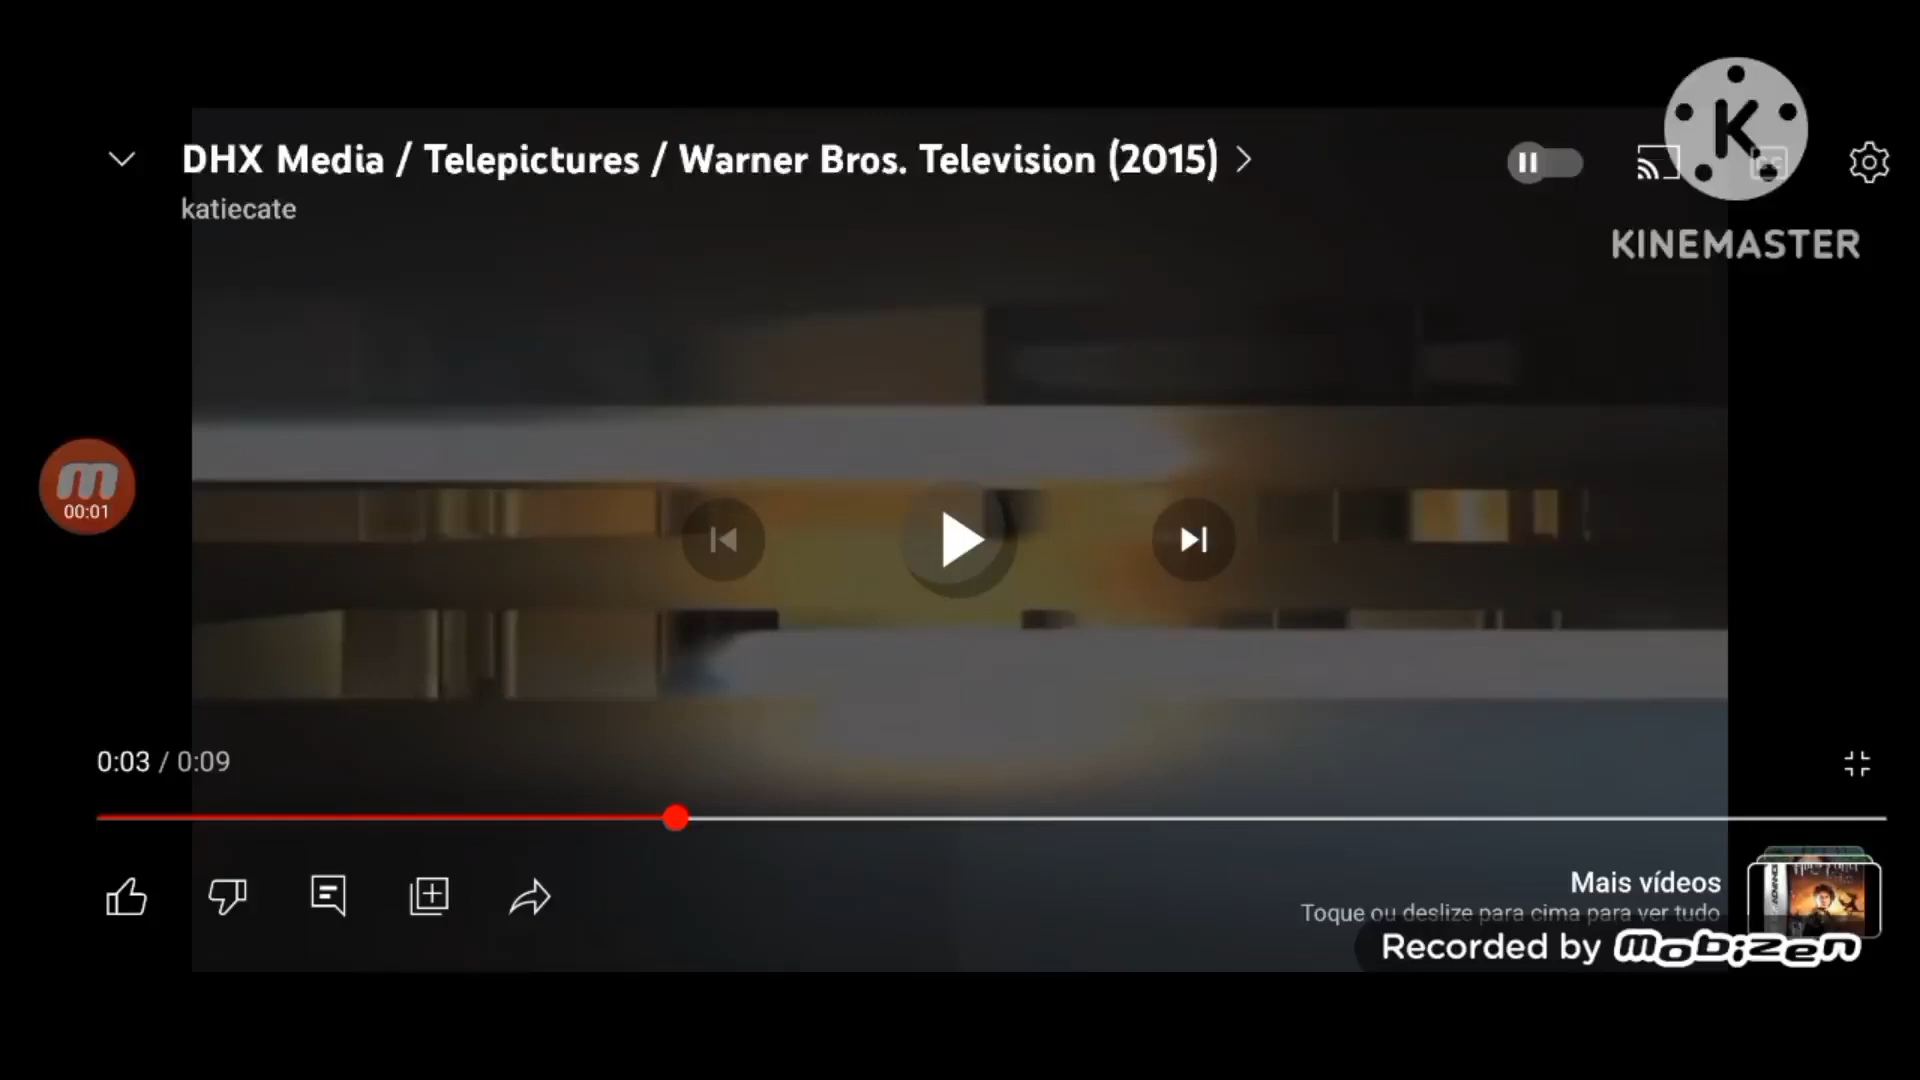 DHX Media / Telepictures / Warner Bros. Television (2015)
katiecate
K
KINEMASTER
m
00:01
0:03 / 0:09
Mais vídeos
Toque ou deslize para cima para ver tudo
Recorded by mobizen